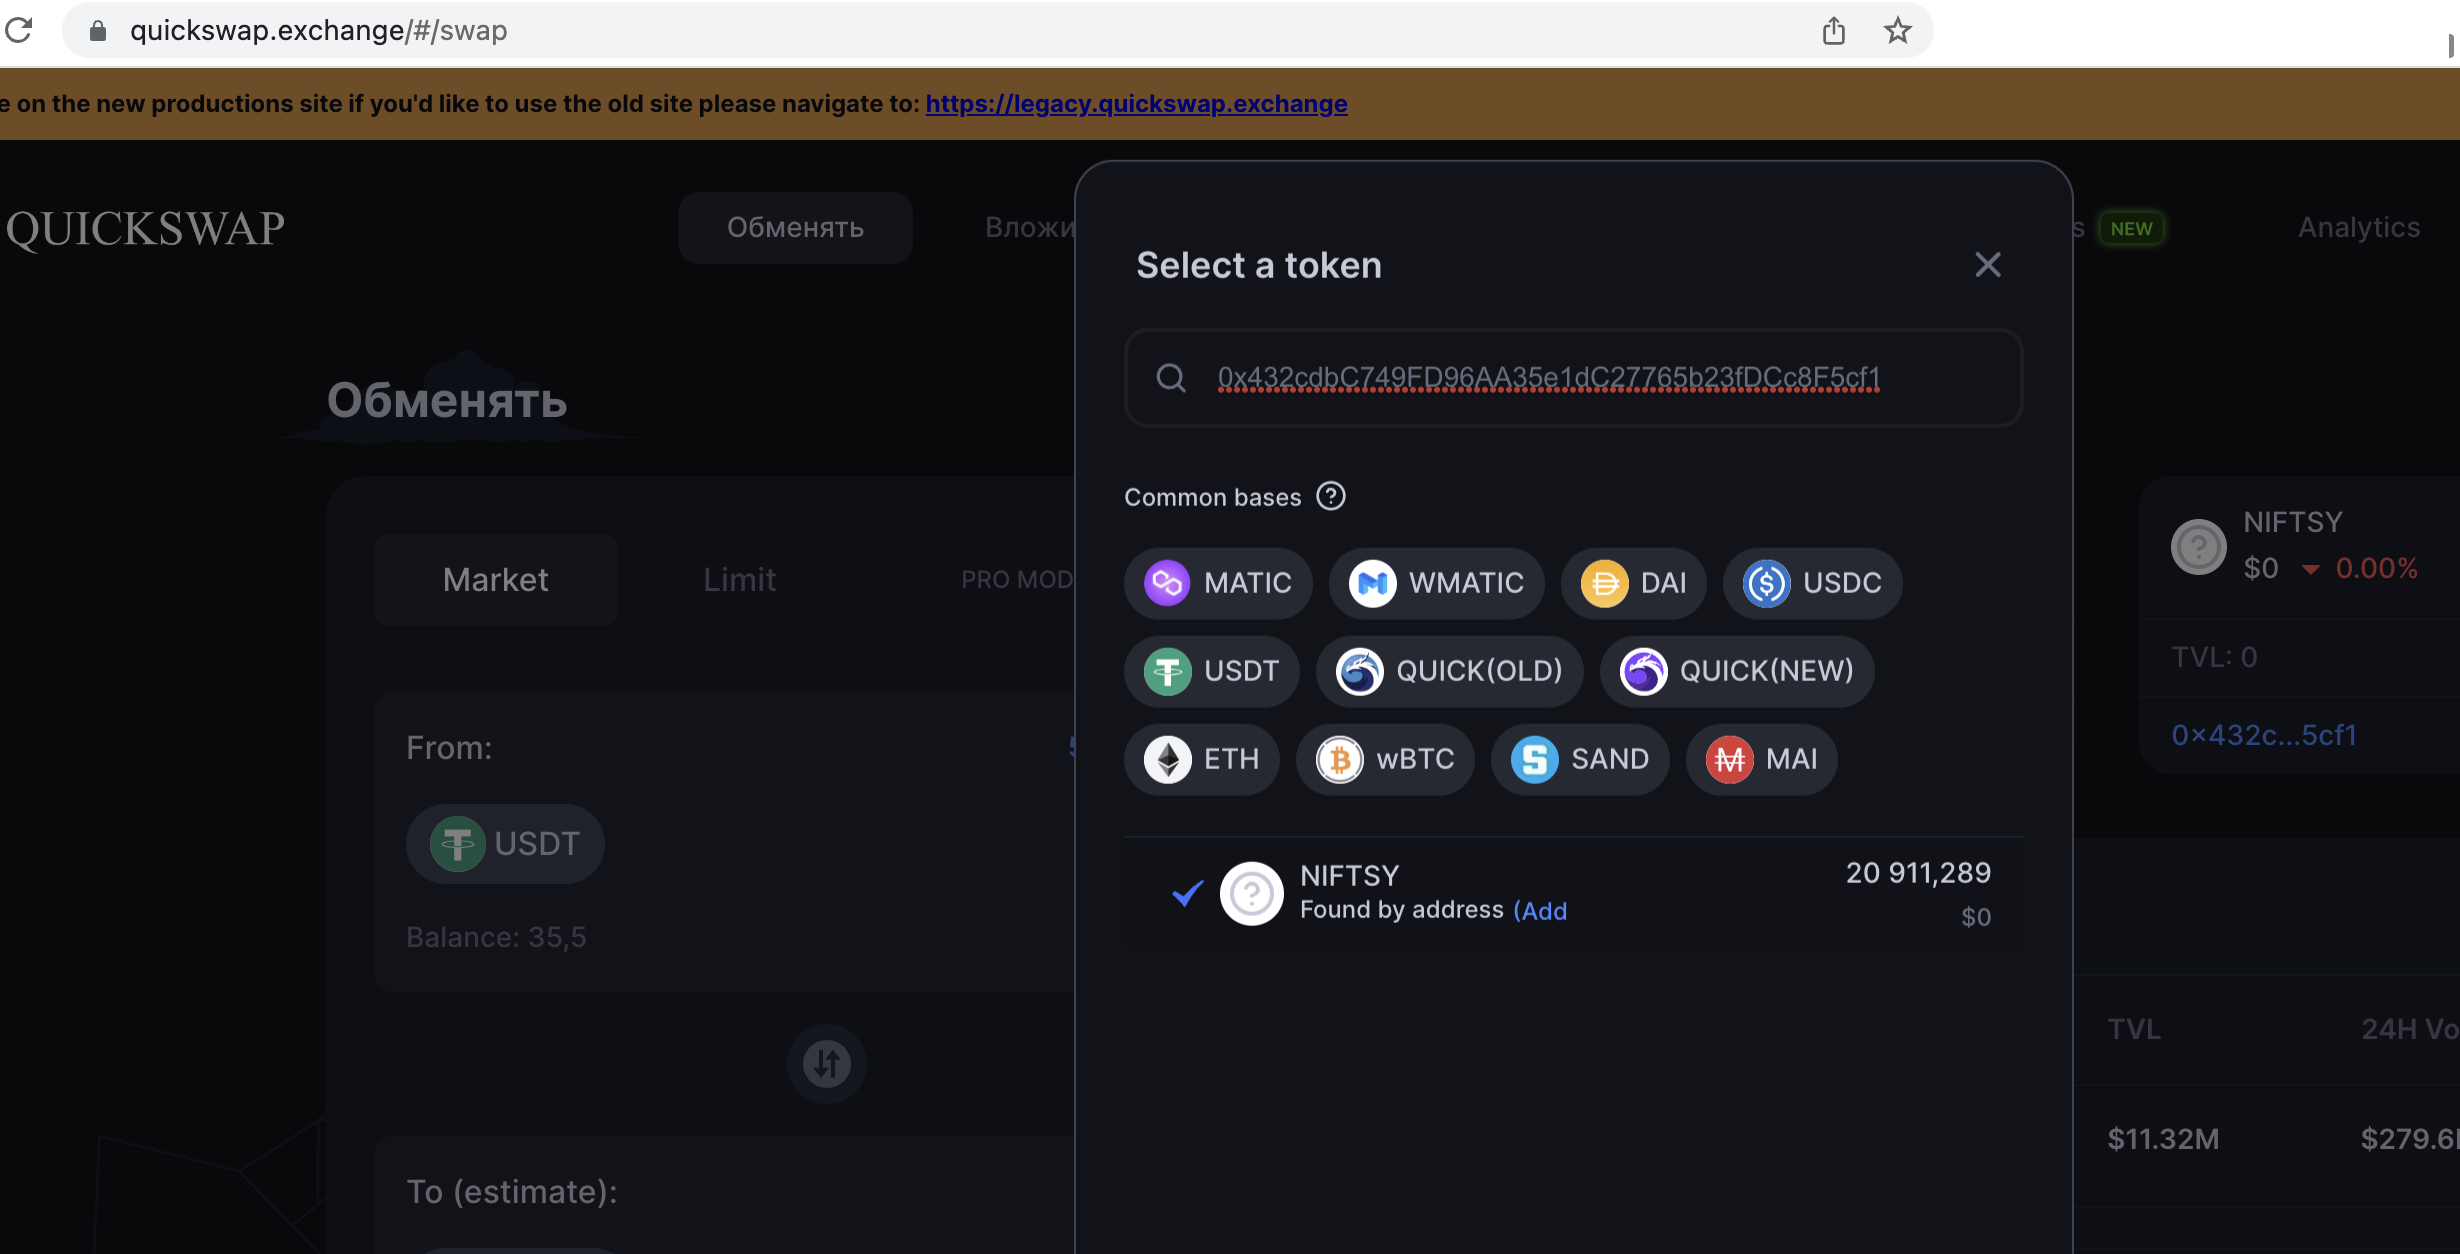 quickswap.exchange/#/swap
e on the new productions site if you'd like to use the old site please navigate to: https://legacy.quickswap.exchange
QUICKSWAP
Обменять
Вложи
s
NEW
Analytics
Обменять
Market
Limit
PRO MOD
From:
5
USDT
Balance: 35,5
To (estimate):
Select a token
0x432cdbC749FD96AA35e1dC27765b23fDCc8F5cf1
Common bases ?
MATIC WMATIC DAI USDC
USDT QUICK(OLD) QUICK(NEW)
ETH wBTC SAND MAI
NIFTSY 20 911,289
Found by address (Add $0
NIFTSY
$0 0.00%
TVL: 0
0x432c...5cf1
TVL 24H Vo
$11.32M $279.6